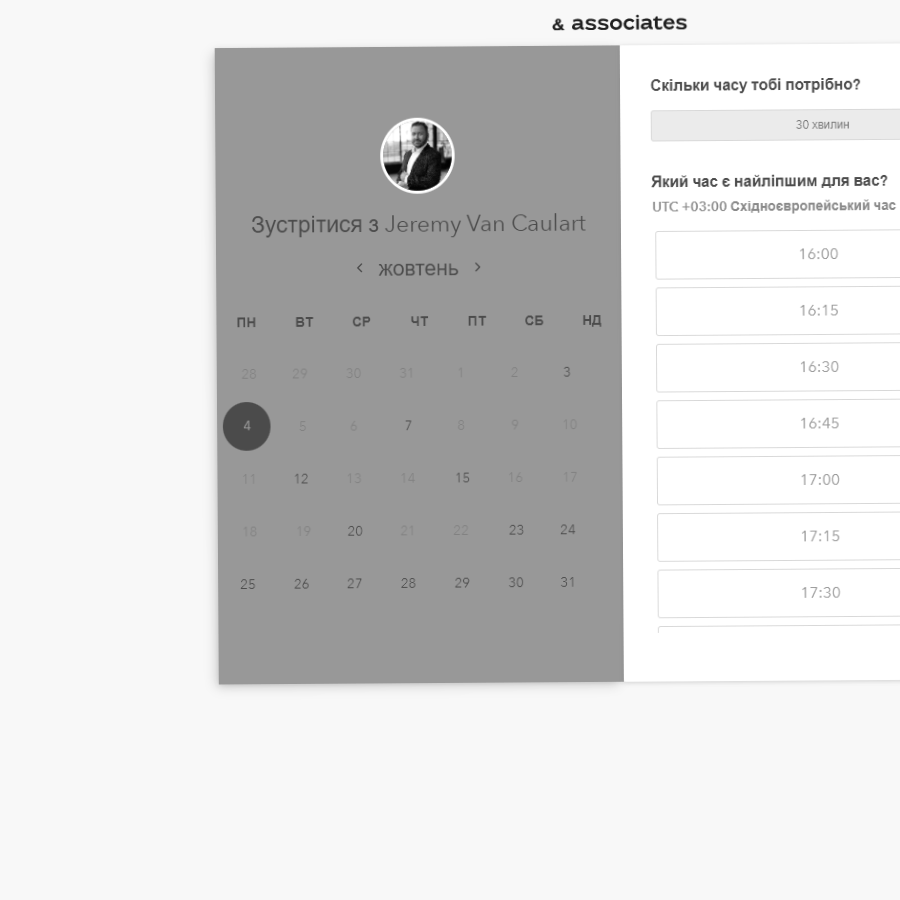 & associates
Зустрітися з Jeremy Van Caulart
‹ жовтень ›
ПН ВТ СР ЧТ ПТ СБ НД
28 29 30 31 1 2 3
4 5 6 7 8 9 10
11 12 13 14 15 16 17
18 19 20 21 22 23 24
25 26 27 28 29 30 31
Скільки часу тобі потрібно?
30 хвилин
Який час є найліпшим для вас?
UTC +03:00 Східноєвропейський час
16:00
16:15
16:30
16:45
17:00
17:15
17:30